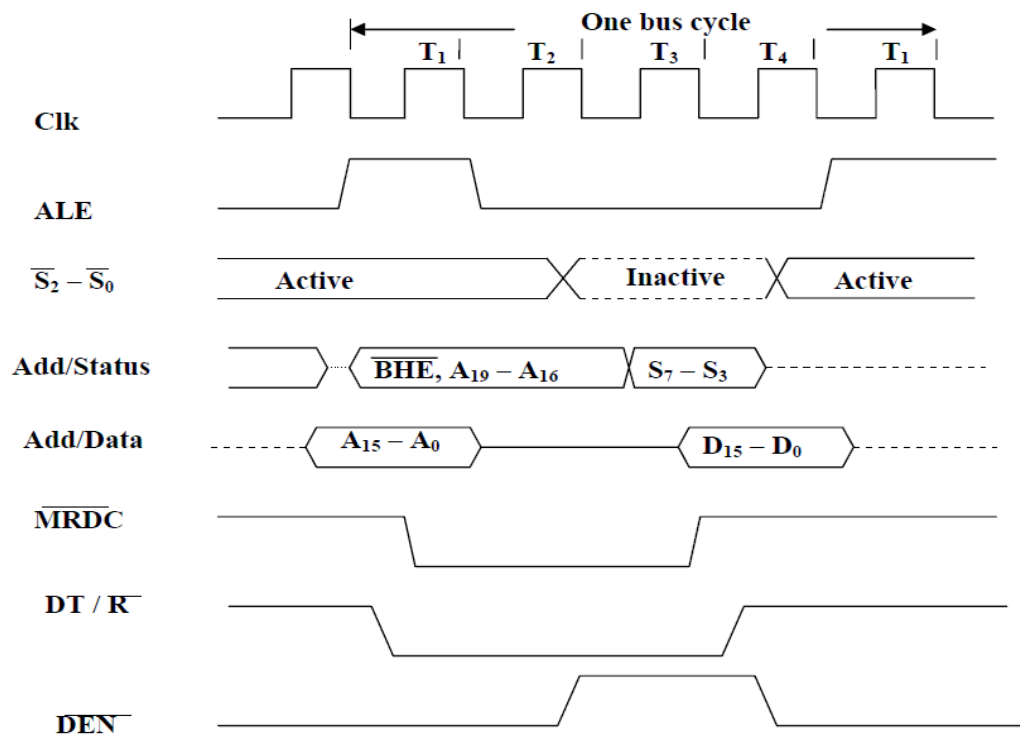 One bus cycle
T₁ T₂ T₃ T₄ T₁
Clk
ALE
S̅₂ – S̅₀ Active Inactive Active
Add/Status B̅H̅E̅, A₁₉ – A₁₆ S₇ – S₃
Add/Data A₁₅ – A₀ D₁₅ – D₀
M̅R̅D̅C̅
DT / R̅
D̅E̅N̅